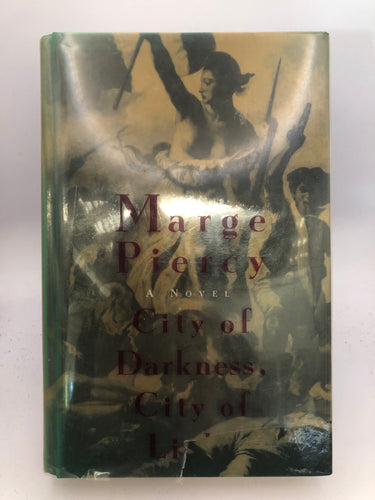 Marge
Piercy
A Novel
City of
Darkness,
City of